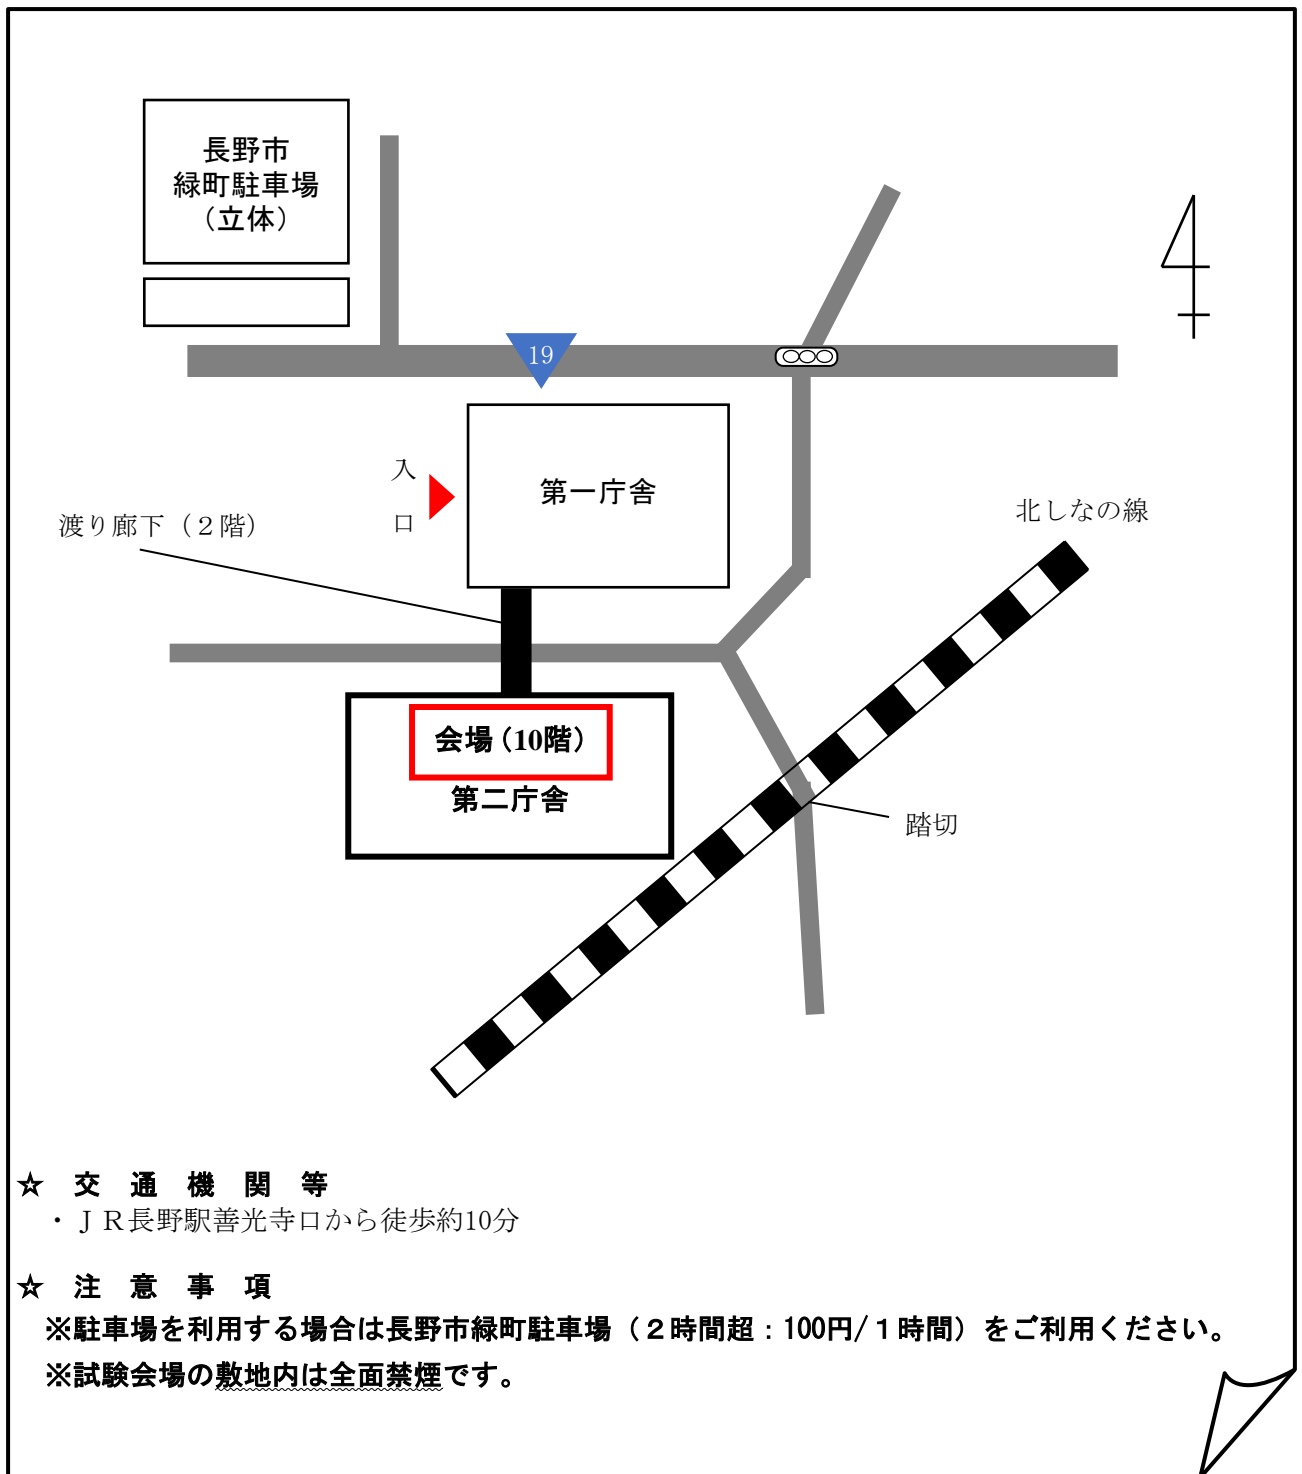 長野市
緑町駐車場
（立体）
19
入
口
第一庁舎
渡り廊下（２階）
北しなの線
会場（10階）
第二庁舎
踏切
☆　交　通　機　関　等
・ＪＲ長野駅善光寺口から徒歩約10分
☆　注　意　事　項
※駐車場を利用する場合は長野市緑町駐車場（２時間超：100円/１時間）をご利用ください。
※試験会場の敷地内は全面禁煙です。